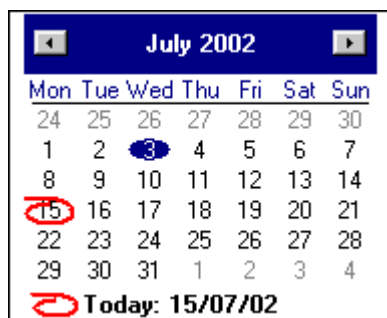 July 2002
Mon Tue Wed Thu Fri Sat Sun
24 25 26 27 28 29 30
1 2 3 4 5 6 7
8 9 10 11 12 13 14
15 16 17 18 19 20 21
22 23 24 25 26 27 28
29 30 31 1 2 3 4
Today: 15/07/02